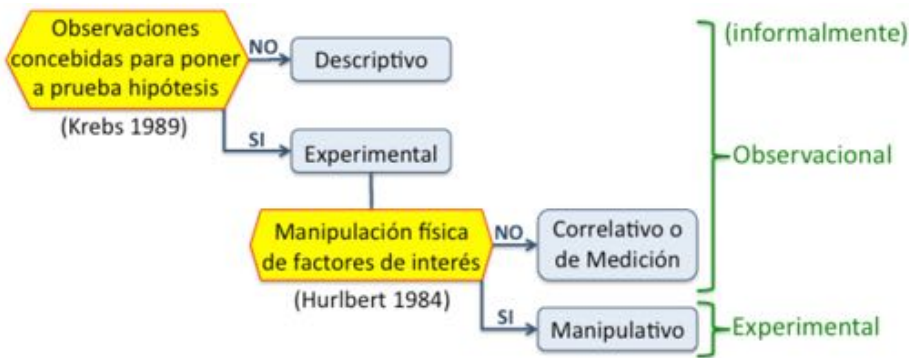 Observaciones
concebidas para poner
a prueba hipótesis
(Krebs 1989)
NO
Descriptivo
SI
Experimental
Manipulación física
de factores de interés
(Hurlbert 1984)
NO
Correlativo o
de Medición
SI
Manipulativo
(informalmente)
Observacional
Experimental